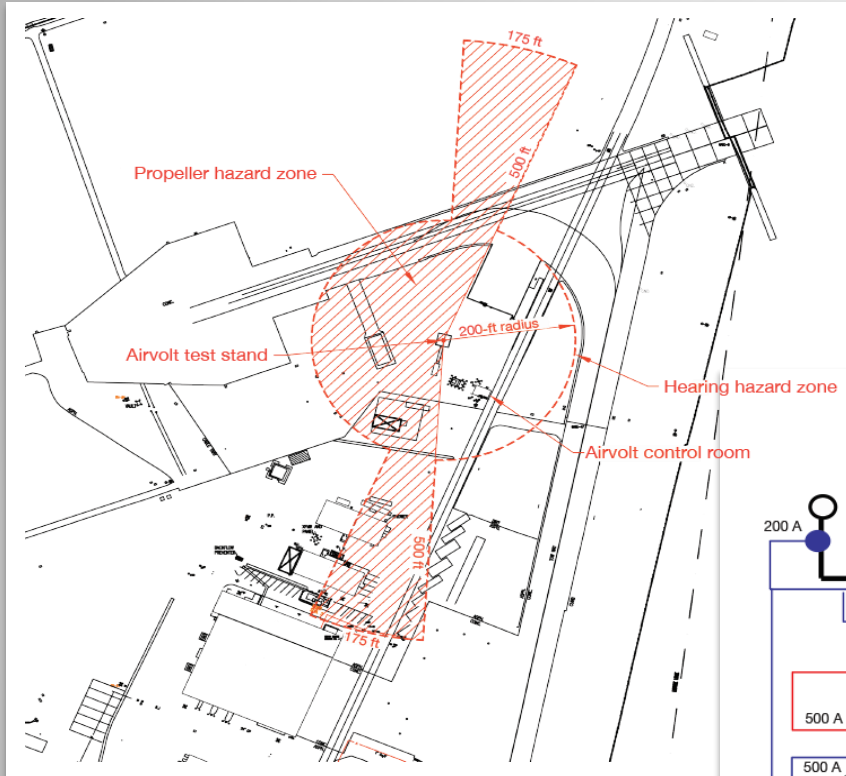 175 ft
500 ft
Propeller hazard zone
200-ft radius
Airvolt test stand
Hearing hazard zone
Airvolt control room
200 A
500 ft
175 ft
500 A
500 A